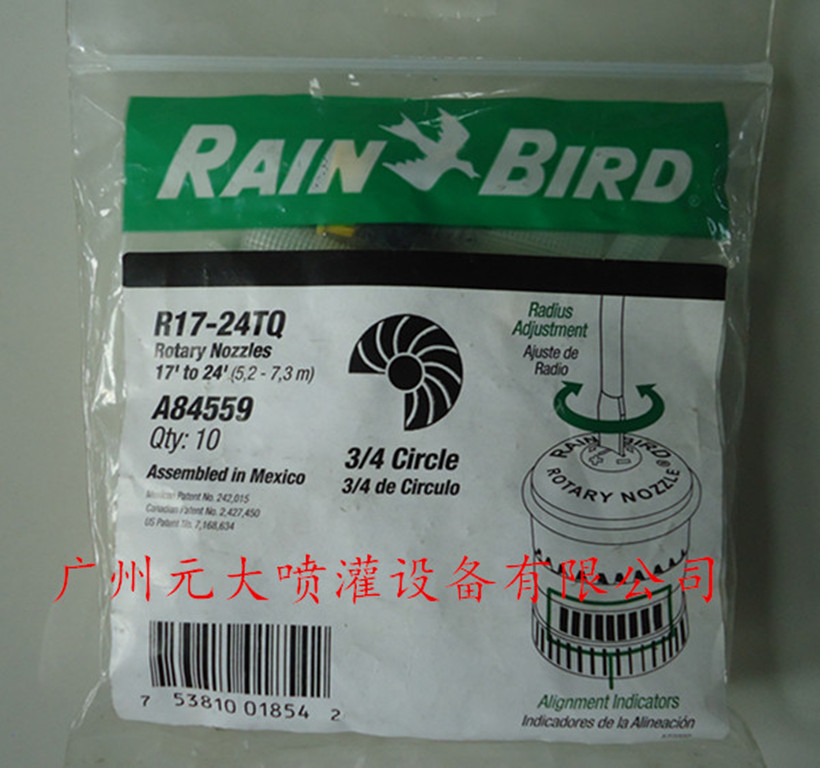 RAIN BIRD®
R17-24TQ
Rotary Nozzles
17' to 24' (5,2 - 7,3 m)
A84559
Qty: 10
Assembled in Mexico
Mexican Patent No. 242,015
Canadian Patent No. 2,427,450
US Patent No. 7,168,634
3/4 Circle
3/4 de Circulo
Radius
Adjustment
Ajuste de
Radio
RAIN BIRD®
ROTARY NOZZLE
广州元大喷灌设备有限公司
7 53810 01854 2
Alignment Indicators
Indicadores de la Alineación